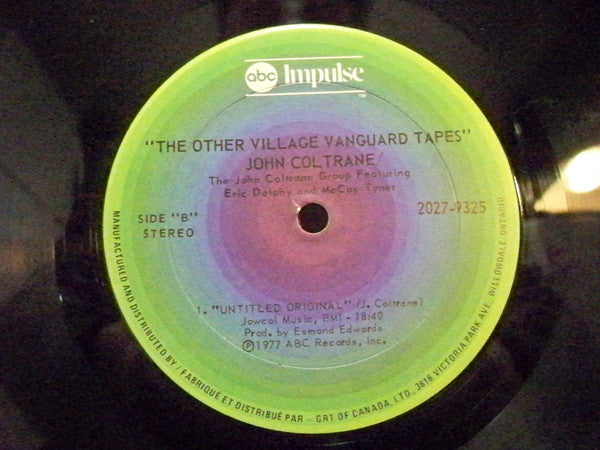 abc Impulse
TM
"THE OTHER VILLAGE VANGUARD TAPES"
JOHN COLTRANE
The John Coltrane Group Featuring
Eric Dolphy and McCoy Tyner
SIDE "B"
STEREO
2027-9325
1. "UNTITLED ORIGINAL" (J. Coltrane)
Jowcol Music, BMI - 18:40
Prod. by Esmond Edwards
Ⓟ1977 ABC Records, Inc.
MANUFACTURED AND DISTRIBUTED BY / FABRIQUÉ ET DISTRIBUÉ PAR - GRT OF CANADA, LTD., 3816 VICTORIA PARK AVE. WILLOWDALE, ONTARIO